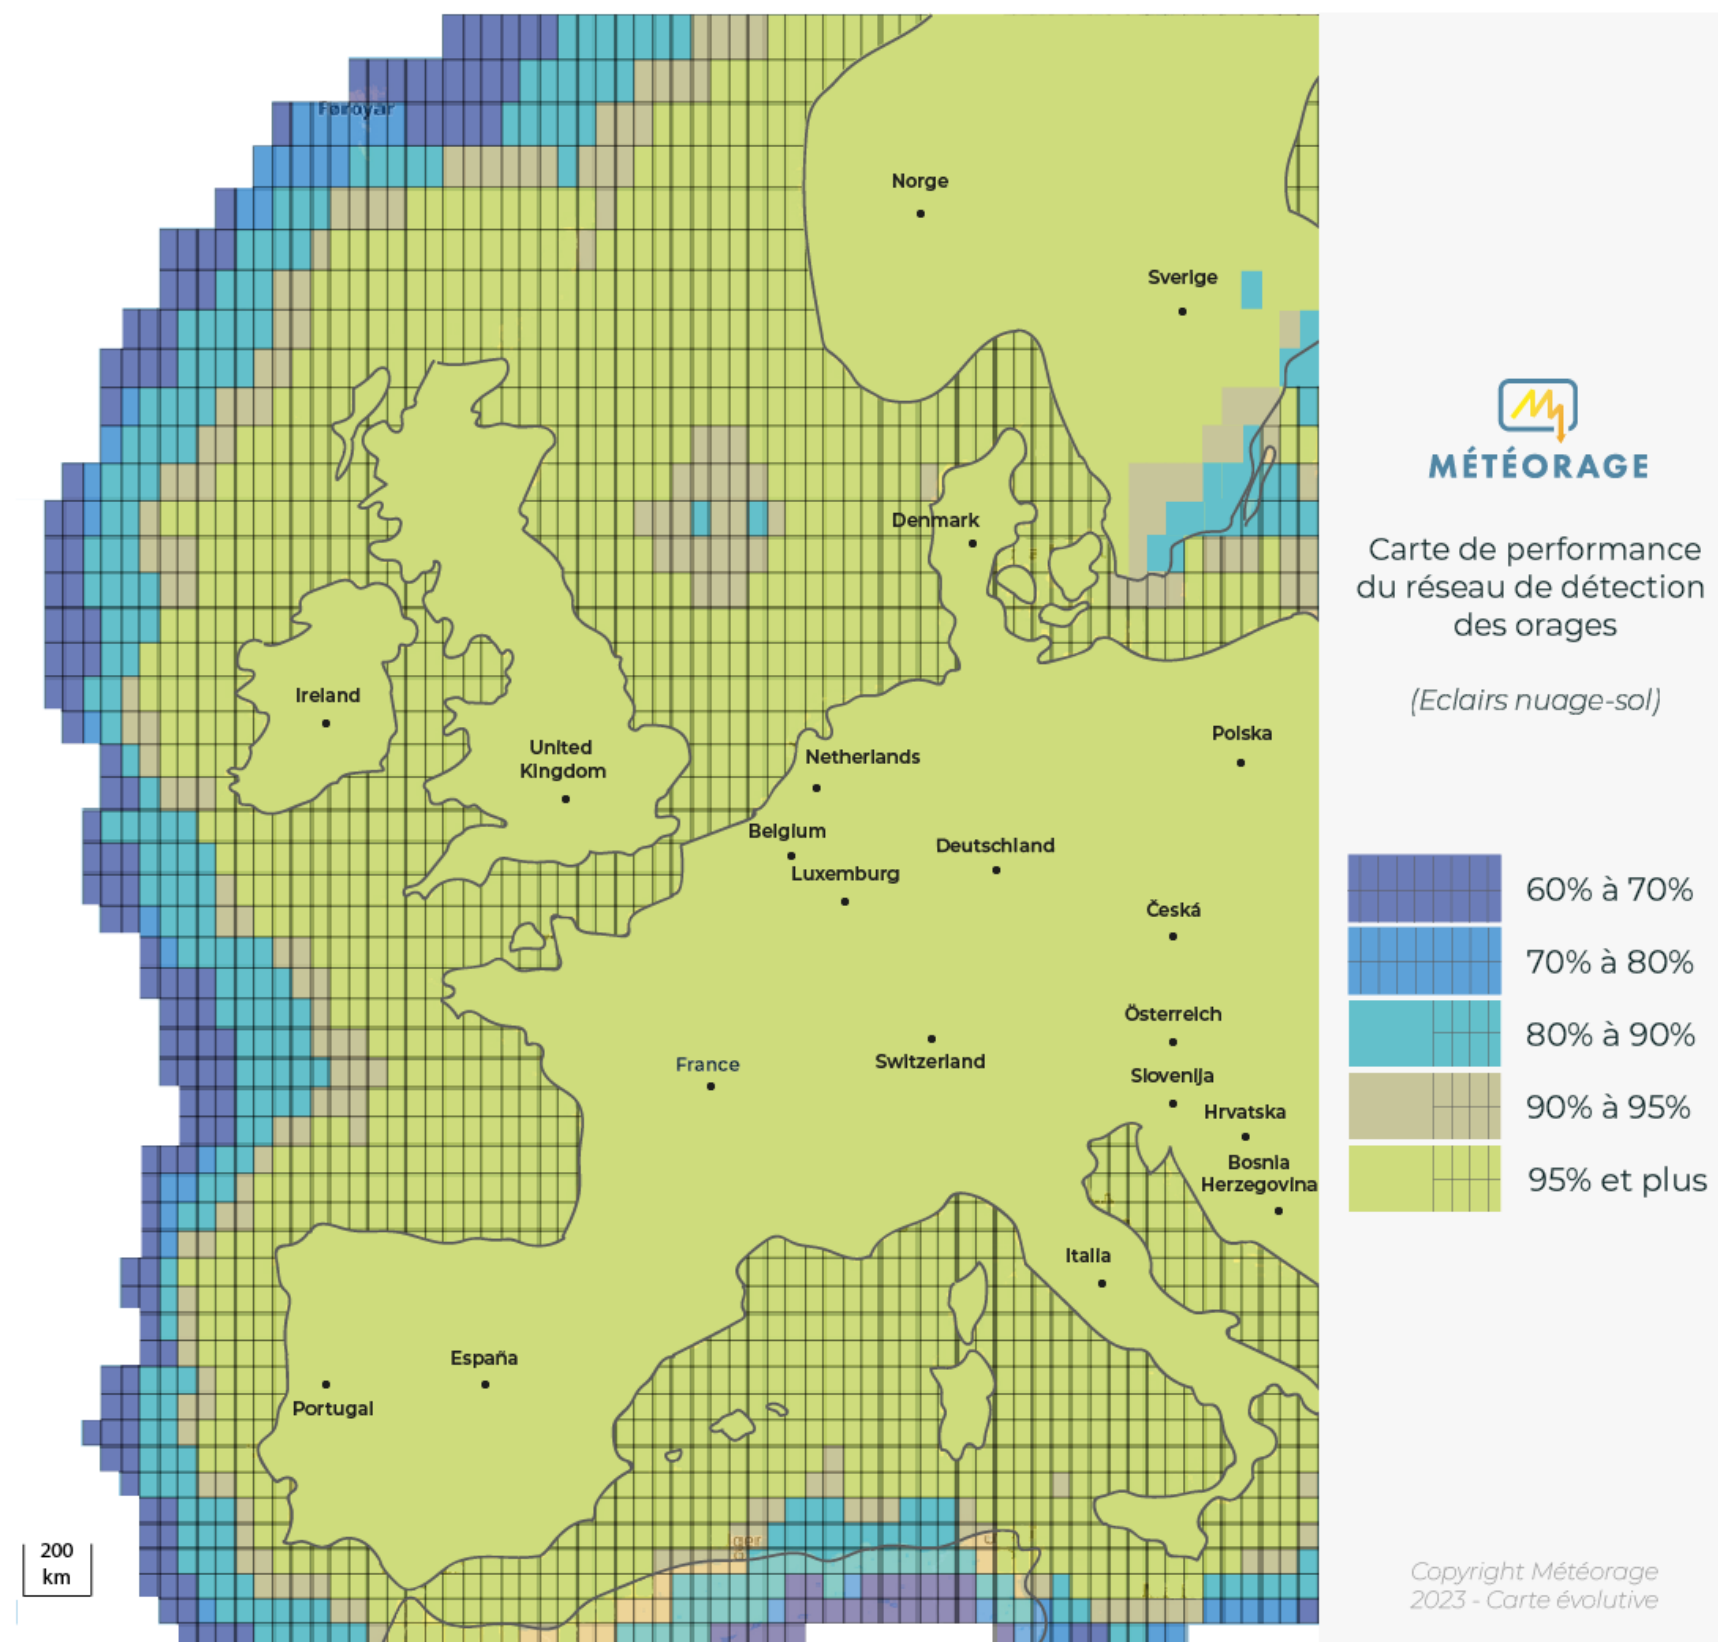 Føroyar
Norge
Sverige
Denmark
Ireland
United
Kingdom
Netherlands
Polska
Belgium
Luxemburg
Deutschland
Česká
Österreich
Switzerland
France
Slovenija
Hrvatska
Bosnia
Herzegovina
Italia
España
Portugal
200
km
MÉTÉORAGE
Carte de performance
du réseau de détection
des orages
(Eclairs nuage-sol)
60% à 70%
70% à 80%
80% à 90%
90% à 95%
95% et plus
Copyright Météorage
2023 - Carte évolutive